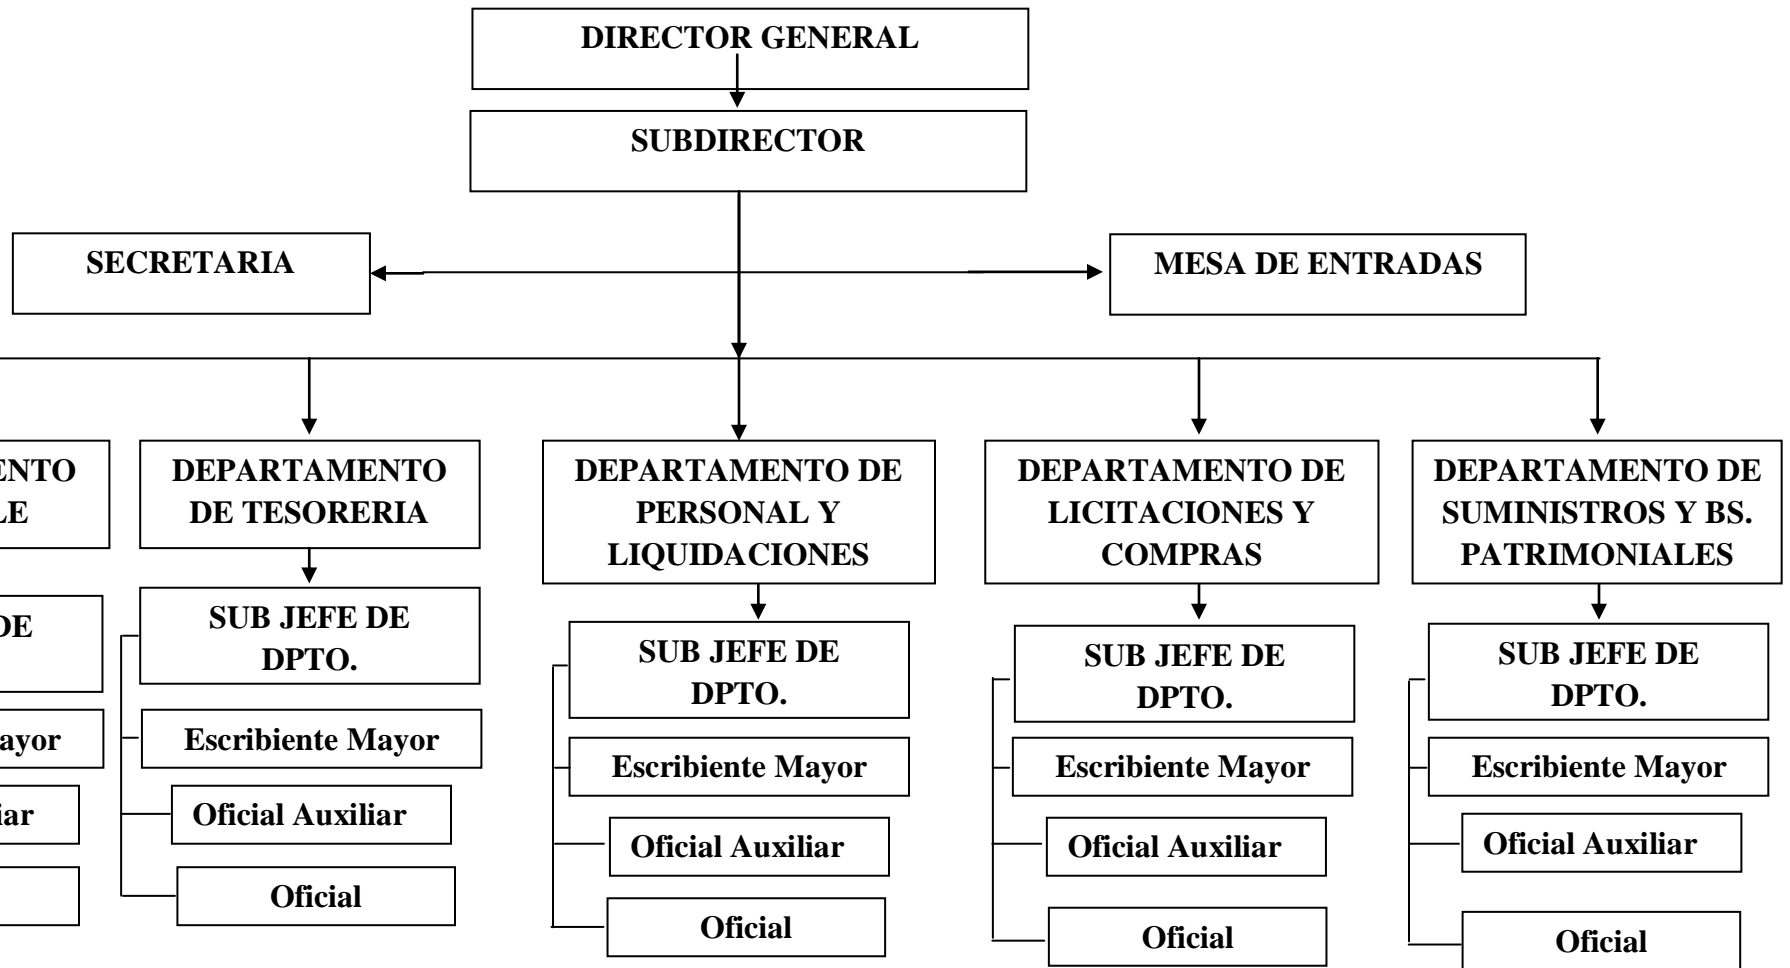 DIRECTOR GENERAL
SUBDIRECTOR
SECRETARIA
MESA DE ENTRADAS
DEPARTAMENTO
DE TESORERIA
SUB JEFE DE
DPTO.
Escribiente Mayor
Oficial Auxiliar
Oficial
DEPARTAMENTO DE
PERSONAL Y
LIQUIDACIONES
SUB JEFE DE
DPTO.
Escribiente Mayor
Oficial Auxiliar
Oficial
DEPARTAMENTO DE
LICITACIONES Y
COMPRAS
SUB JEFE DE
DPTO.
Escribiente Mayor
Oficial Auxiliar
Oficial
DEPARTAMENTO DE
SUMINISTROS Y BS.
PATRIMONIALES
SUB JEFE DE
DPTO.
Escribiente Mayor
Oficial Auxiliar
Oficial